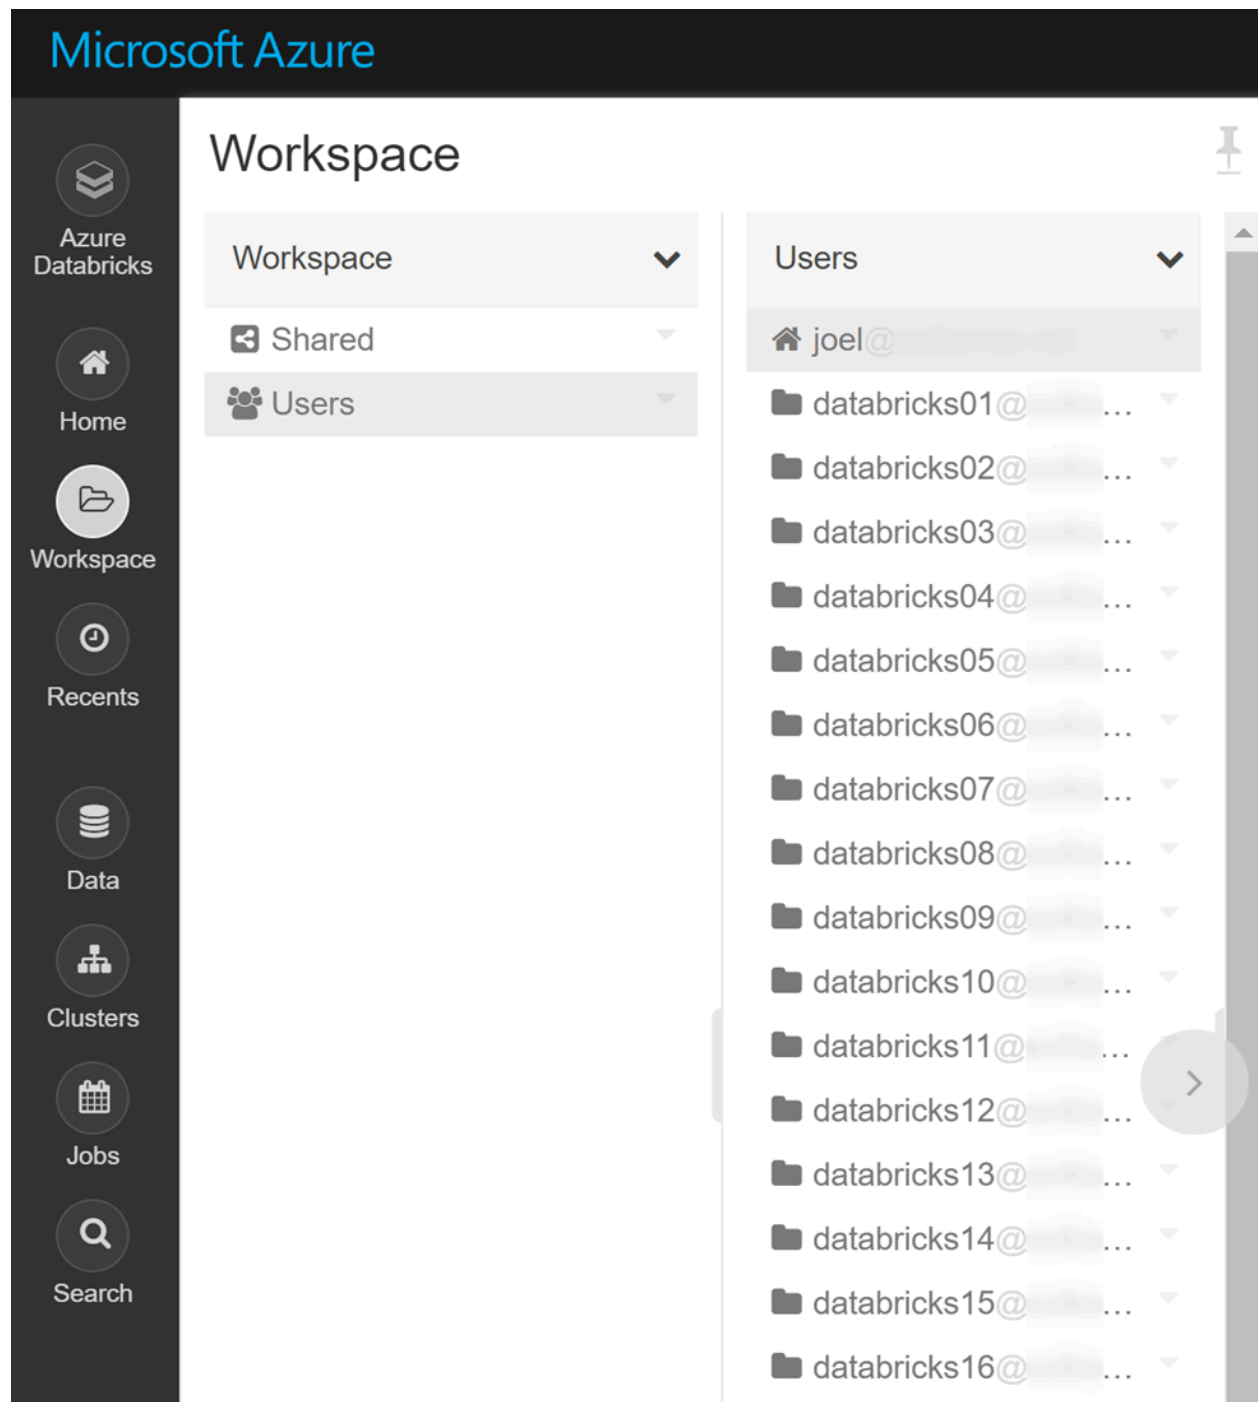 Microsoft Azure
Azure
Databricks
Home
Workspace
Recents
Data
Clusters
Jobs
Search
Workspace
Workspace
Shared
Users
Users
joel@
databricks01@ ...
databricks02@ ...
databricks03@ ...
databricks04@ ...
databricks05@ ...
databricks06@ ...
databricks07@ ...
databricks08@ ...
databricks09@ ...
databricks10@ ...
databricks11@ ...
databricks12@ ...
databricks13@ ...
databricks14@ ...
databricks15@ ...
databricks16@ ...